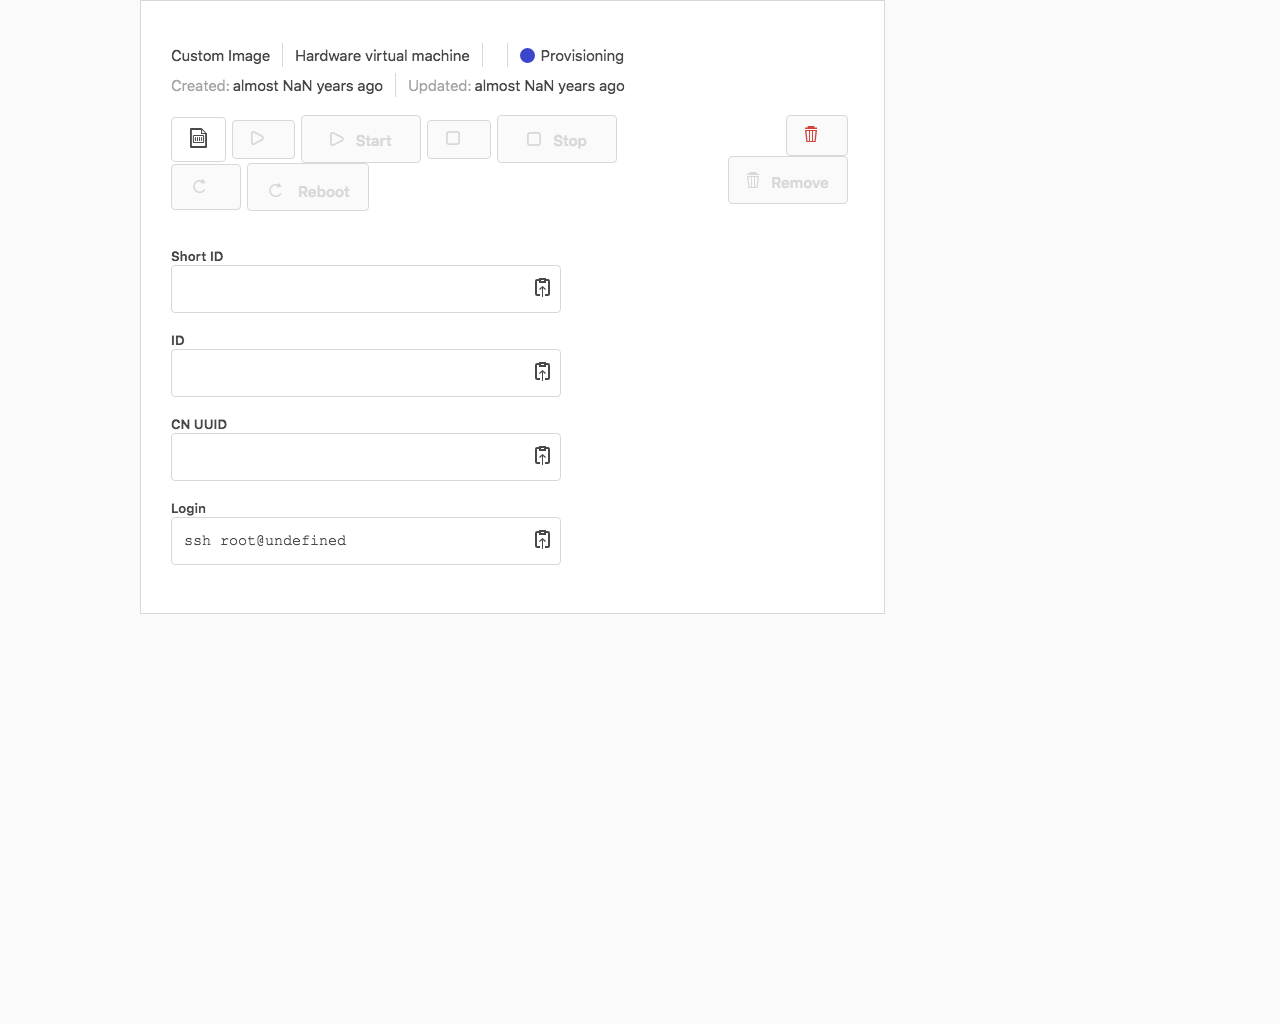 Custom Image Hardware virtual machine Provisioning
Created: almost NaN years ago Updated: almost NaN years ago
Start Stop
Reboot Remove
Short ID
ID
CN UUID
Login
ssh root@undefined